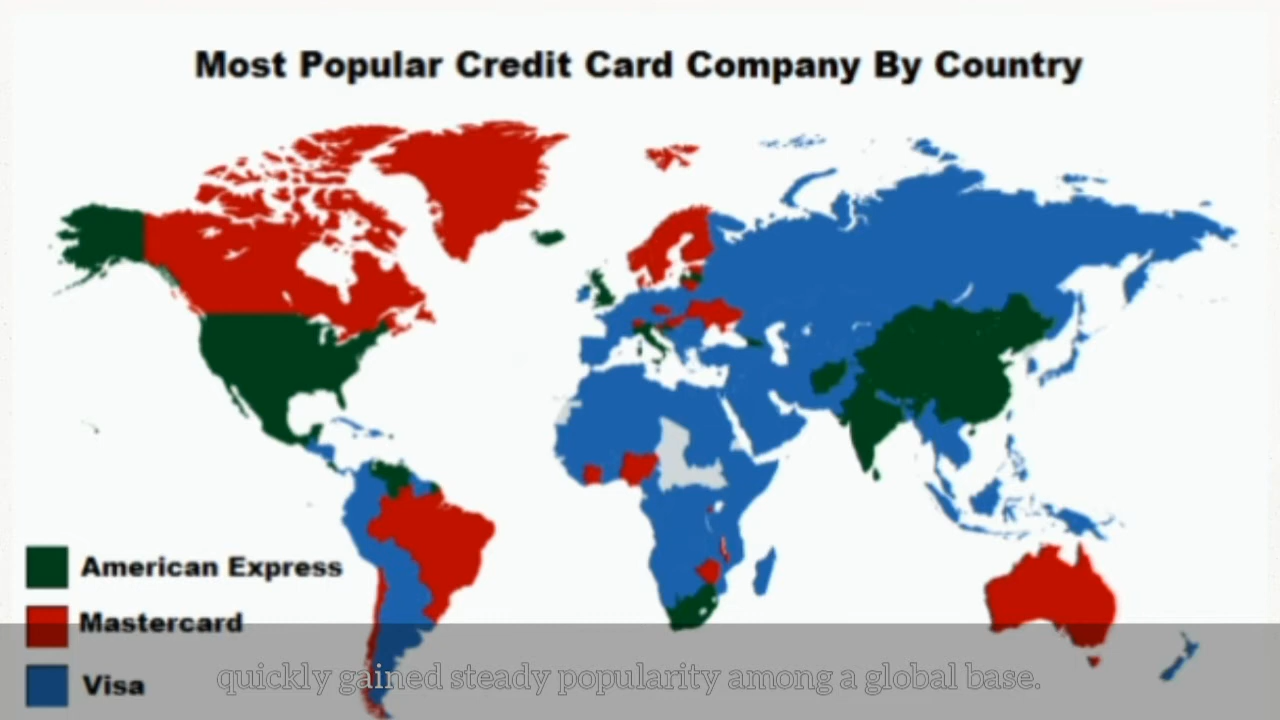 Most Popular Credit Card Company By Country
American Express
Mastercard
Visa
quickly gained steady popularity among a global base.